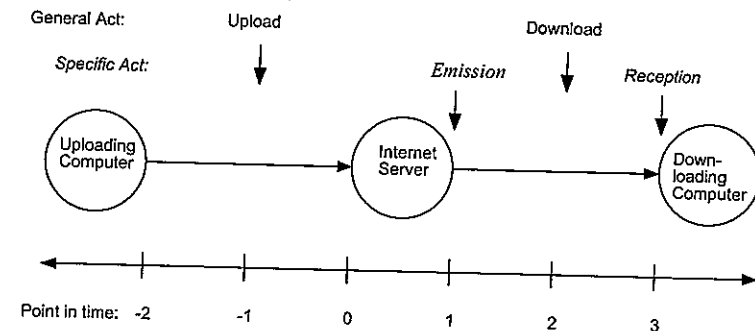 General Act:
Upload
Download
Specific Act:
Emission
Reception
Uploading
Computer
Internet
Server
Down-
loading
Computer
Point in time: -2 -1 0 1 2 3